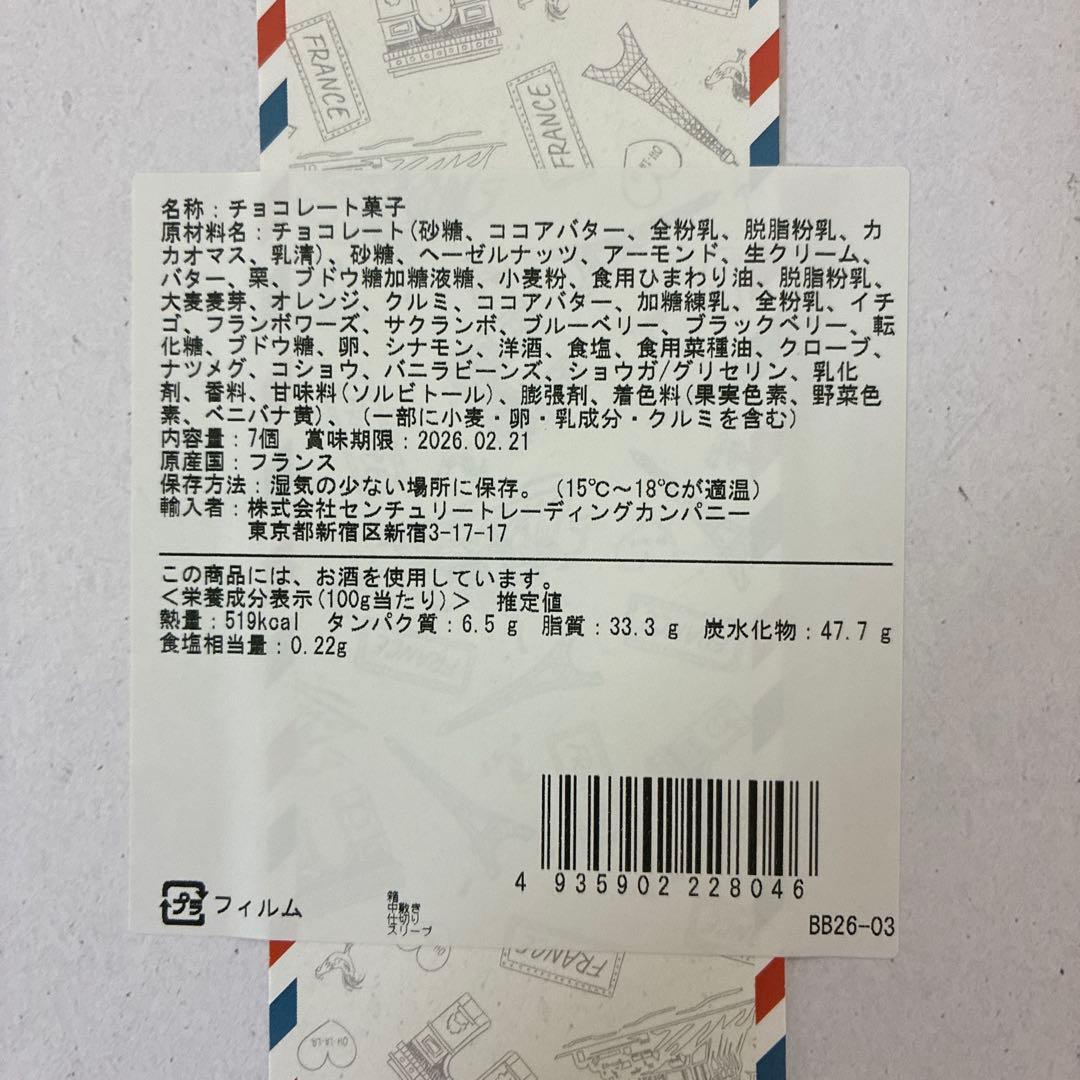 FRANCE
FRANCE
名称：チョコレート菓子
原材料名：チョコレート(砂糖、ココアバター、全粉乳、脱脂粉乳、カ
カオマス、乳清)、砂糖、ヘーゼルナッツ、アーモンド、生クリーム、
バター、栗、ブドウ糖加糖液糖、小麦粉、食用ひまわり油、脱脂粉乳、
大麦麦芽、オレンジ、クルミ、ココアバター、加糖練乳、全粉乳、イチ
ゴ、フランボワーズ、サクランボ、ブルーベリー、ブラックベリー、転
化糖、ブドウ糖、卵、シナモン、洋酒、食塩、食用菜種油、クローブ、
ナツメグ、コショウ、バニラビーンズ、ショウガ/グリセリン、乳化
剤、香料、甘味料(ソルビトール)、膨張剤、着色料(果実色素、野菜色
素、ベニバナ黄)、(一部に小麦・卵・乳成分・クルミを含む)
内容量：7個　賞味期限：2026.02.21
原産国：フランス
保存方法：湿気の少ない場所に保存。(15℃～18℃が適温)
輸入者：株式会社センチュリートレーディングカンパニー
東京都新宿区新宿3-17-17
この商品には、お酒を使用しています。
＜栄養成分表示(100g当たり)＞　推定値
熱量：519kcal　タンパク質：6.5ｇ　脂質：33.3ｇ　炭水化物：47.7ｇ
食塩相当量：0.22g
4 935902 228046
プラ フィルム
箱
中敷き
仕切り
スリーブ
BB26-03
FRANCE
OH-LA-LA